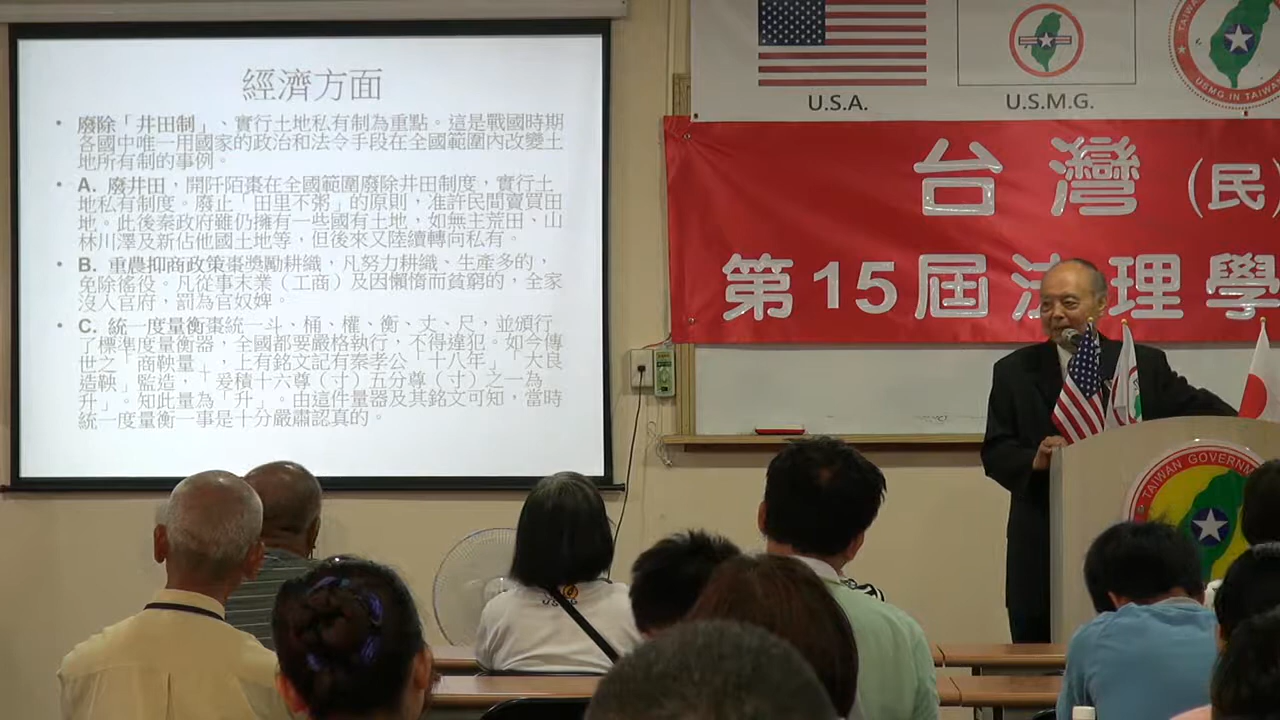 經濟方面
• 廢除「井田制」、實行土地私有制為重點。這是戰國時期
各國中唯一用國家的政治和法令手段在全國範圍內改變土
地所有制的事例。
• A. 廢井田，開阡陌棗在全國範圍廢除井田制度，實行土
地私有制度。廢止「田里不粥」的原則，准許民間賣買田
地。此後秦政府雖仍擁有一些國有土地，如無主荒田、山
林川澤及新佔他國土地等，但後來又陸續轉向私有。
• B. 重農抑商政策棗獎勵耕織，凡努力耕織、生產多的，
免除徭役。凡從事末業（工商）及因懶惰而貧窮的，全家
沒入官府，罰為官奴婢。
• C. 統一度量衡棗統一斗、桶、權、衡、丈、尺，並頒行
了標準度量衡器，全國都要嚴格執行，不得違犯。如今傳
世之「商鞅量」，上有銘文記有秦孝公「十八年」「大良
造鞅」監造，「爰積十六尊（寸）五分尊（寸）之一為
升」。知此量為「升」。由這件量器及其銘文可知，當時
統一度量衡一事是十分嚴肅認真的。
U.S.A.
U.S.M.G.
TAIWAN
USMG.IN TAIWAN
台灣(民)
第15屆法理學
TAIWAN GOVERNM